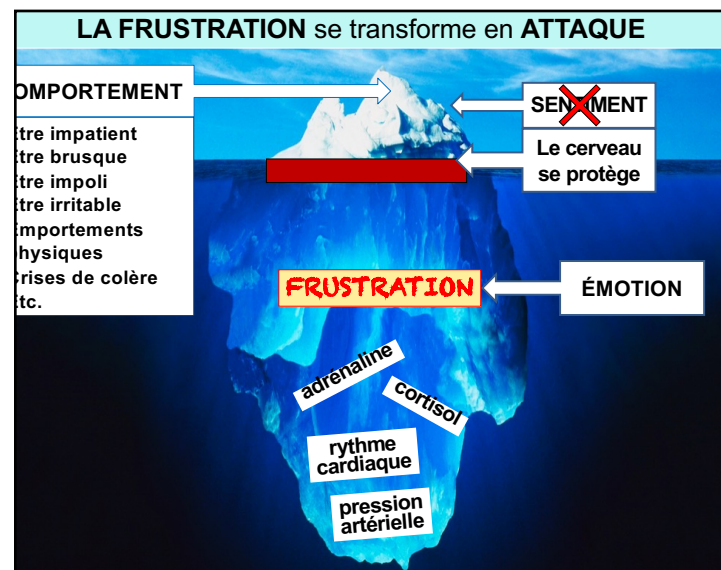 LA FRUSTRATION se transforme en ATTAQUE
OMPORTEMENT
tre impatient
tre brusque
tre impoli
tre irritable
mportements
hysiques
rises de colère
tc.
SENTIMENT
Le cerveau
se protège
FRUSTRATION
ÉMOTION
adrénaline
cortisol
rythme
cardiaque
pression
artérielle